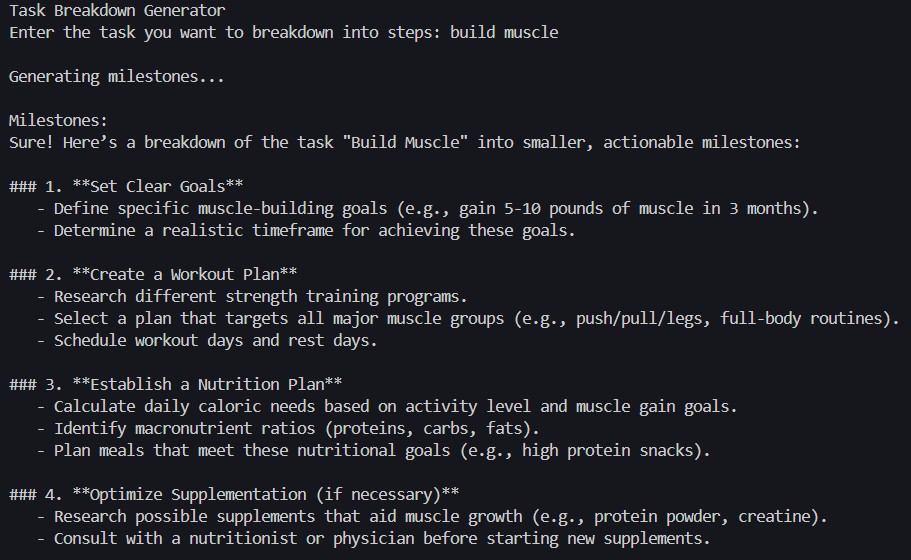 Task Breakdown Generator
Enter the task you want to breakdown into steps: build muscle
Generating milestones...
Milestones:
Sure! Here’s a breakdown of the task "Build Muscle" into smaller, actionable milestones:
### 1. **Set Clear Goals**
- Define specific muscle-building goals (e.g., gain 5-10 pounds of muscle in 3 months).
- Determine a realistic timeframe for achieving these goals.
### 2. **Create a Workout Plan**
- Research different strength training programs.
- Select a plan that targets all major muscle groups (e.g., push/pull/legs, full-body routines).
- Schedule workout days and rest days.
### 3. **Establish a Nutrition Plan**
- Calculate daily caloric needs based on activity level and muscle gain goals.
- Identify macronutrient ratios (proteins, carbs, fats).
- Plan meals that meet these nutritional goals (e.g., high protein snacks).
### 4. **Optimize Supplementation (if necessary)**
- Research possible supplements that aid muscle growth (e.g., protein powder, creatine).
- Consult with a nutritionist or physician before starting new supplements.